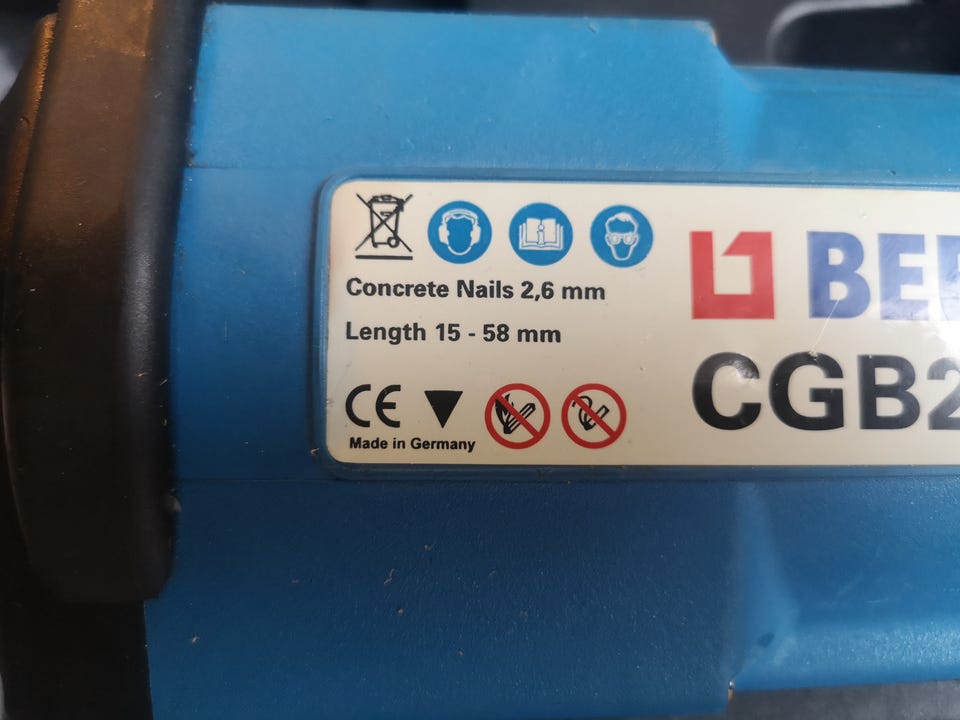 Concrete Nails 2,6 mm
Length 15 - 58 mm
CE
Made in Germany
CGB2